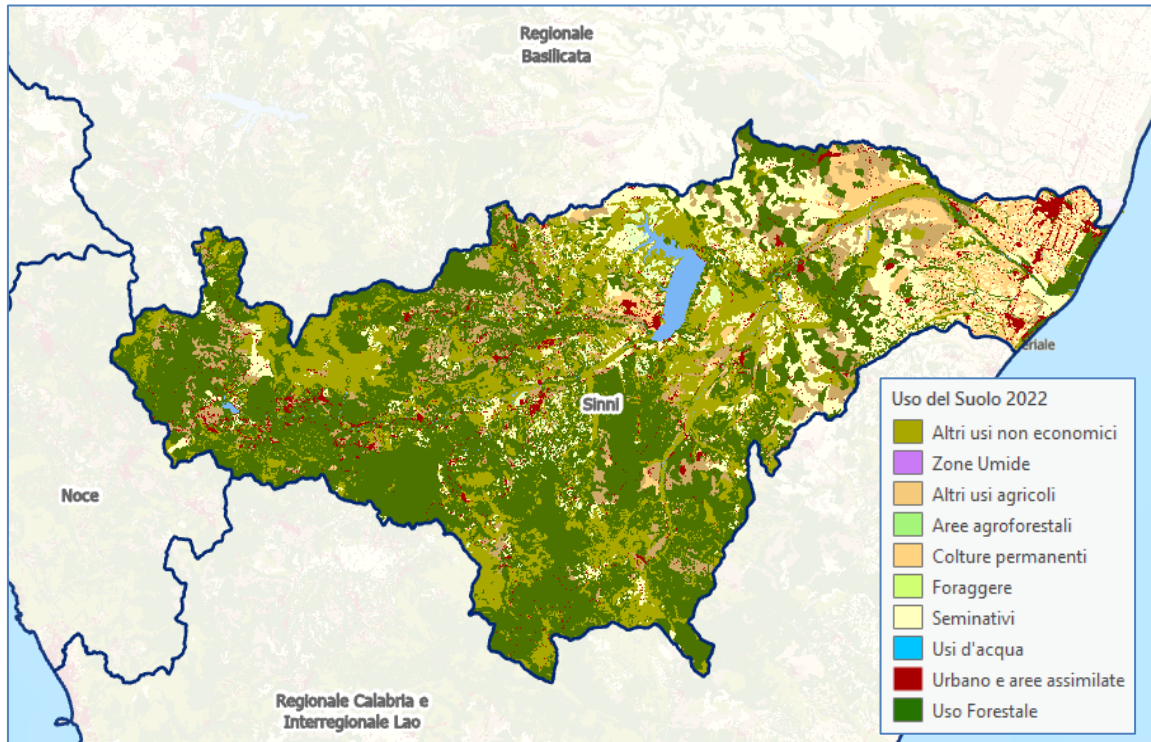 Regionale
Basilicata
Sinni
eriale
Noce
Regionale Calabria e
Interregionale Lao
Uso del Suolo 2022
Altri usi non economici
Zone Umide
Altri usi agricoli
Aree agroforestali
Colture permanenti
Foraggere
Seminativi
Usi d'acqua
Urbano e aree assimilate
Uso Forestale